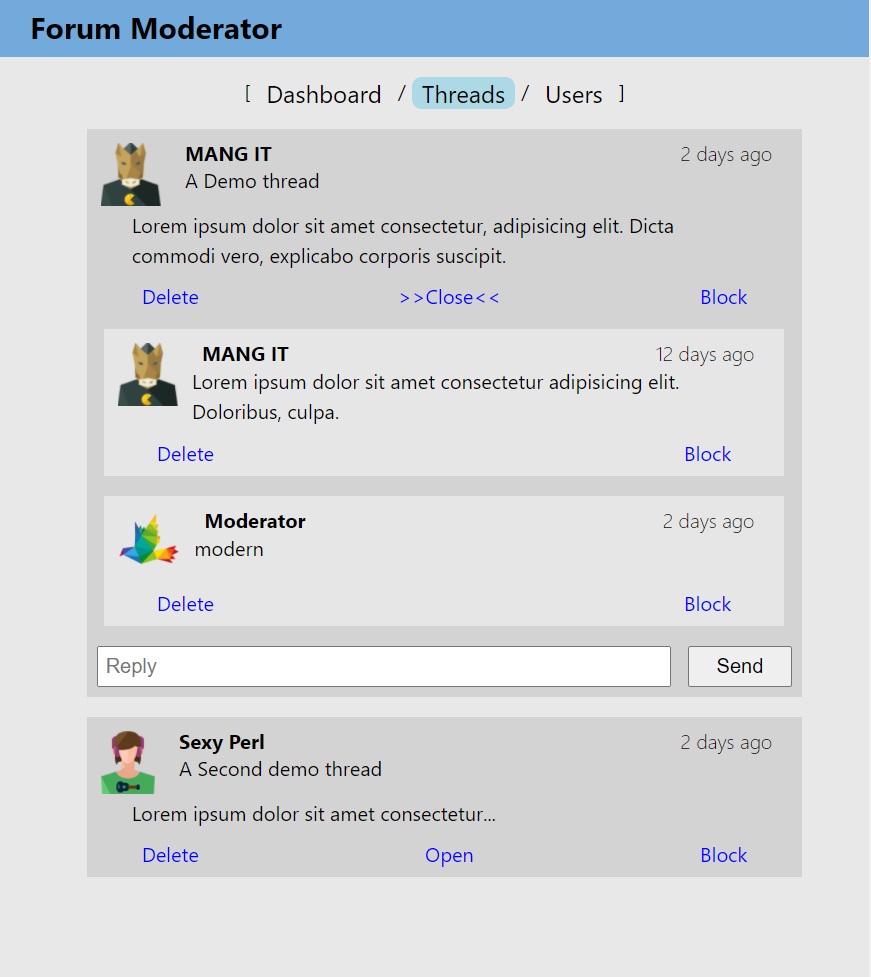 Forum Moderator
[ Dashboard / Threads / Users ]
MANG IT 2 days ago
A Demo thread
Lorem ipsum dolor sit amet consectetur, adipisicing elit. Dicta
commodi vero, explicabo corporis suscipit.
Delete >>Close<< Block
MANG IT 12 days ago
Lorem ipsum dolor sit amet consectetur adipisicing elit.
Doloribus, culpa.
Delete Block
Moderator 2 days ago
modern
Delete Block
Reply Send
Sexy Perl 2 days ago
A Second demo thread
Lorem ipsum dolor sit amet consectetur...
Delete Open Block